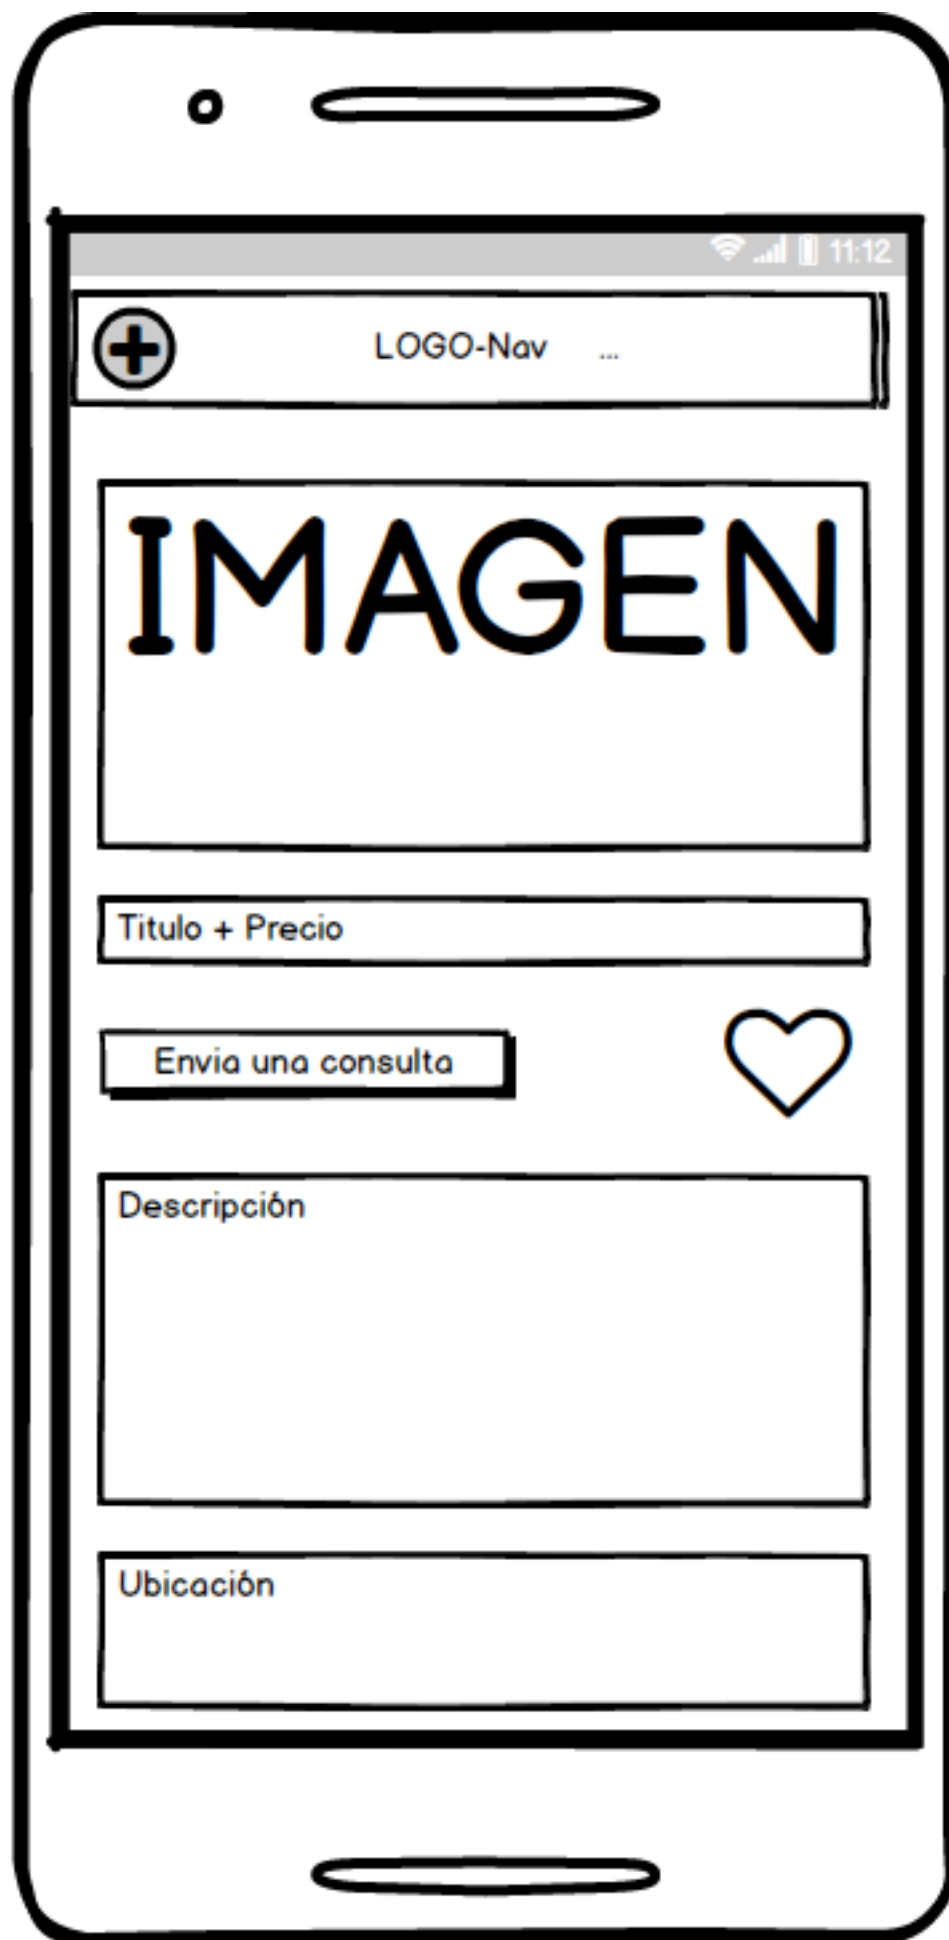 11:12
LOGO-Nav ...
IMAGEN
Titulo + Precio
Envia una consulta
Descripción
Ubicación